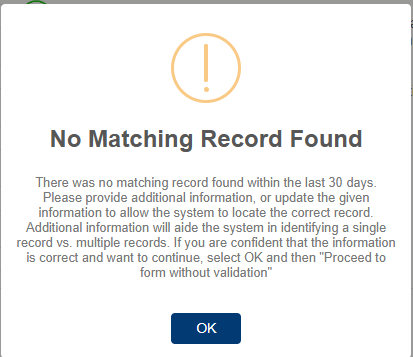 No Matching Record Found
There was no matching record found within the last 30 days.
Please provide additional information, or update the given
information to allow the system to locate the correct record.
Additional information will aide the system in identifying a single
record vs. multiple records. If you are confident that the information
is correct and want to continue, select OK and then "Proceed to
form without validation"
OK